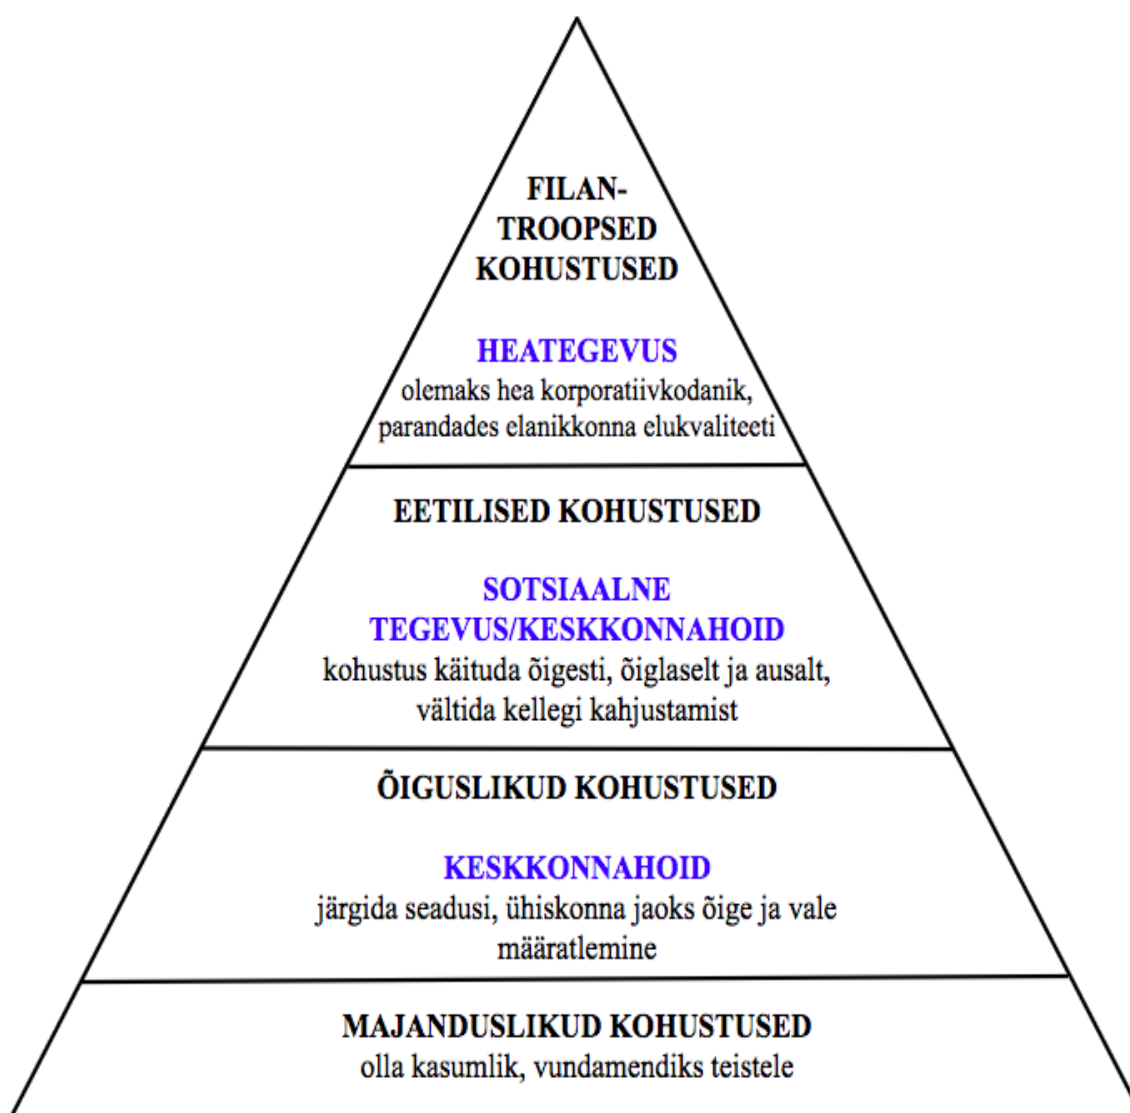 FILAN-
TROOPSED
KOHUSTUSED
HEATEGEVUS
olemaks hea korporatiivkodanik,
parandades elanikkonna elukvaliteeti
EETILISED KOHUSTUSED
SOTSIAALNE
TEGEVUS/KESKKONNAHOID
kohustus käituda õigesti, õiglaselt ja ausalt,
vältida kellegi kahjustamist
ÕIGUSLIKUD KOHUSTUSED
KESKKONNAHOID
järgida seadusi, ühiskonna jaoks õige ja vale
määratlemine
MAJANDUSLIKUD KOHUSTUSED
olla kasumlik, vundamendiks teistele